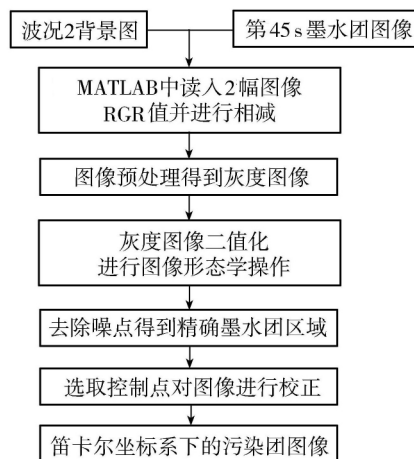 波况2背景图
第45s墨水团图像
MATLAB中读入2幅图像
RGR值并进行相减
图像预处理得到灰度图像
灰度图像二值化
进行图像形态学操作
去除噪点得到精确墨水团区域
选取控制点对图像进行校正
笛卡尔坐标系下的污染团图像